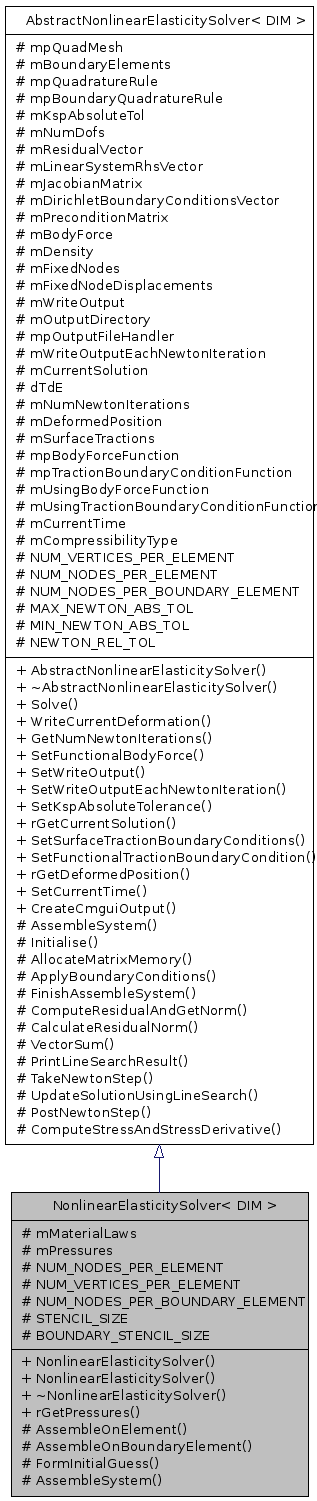 AbstractNonlinearElasticitySolver< DIM >
# mpQuadMesh
# mBoundaryElements
# mpQuadratureRule
# mpBoundaryQuadratureRule
# mKspAbsoluteTol
# mNumDofs
# mResidualVector
# mLinearSystemRhsVector
# mJacobianMatrix
# mDirichletBoundaryConditionsVector
# mPreconditionMatrix
# mBodyForce
# mDensity
# mFixedNodes
# mFixedNodeDisplacements
# mWriteOutput
# mOutputDirectory
# mpOutputFileHandler
# mWriteOutputEachNewtonIteration
# mCurrentSolution
# dTdE
# mNumNewtonIterations
# mDeformedPosition
# mSurfaceTractions
# mpBodyForceFunction
# mpTractionBoundaryConditionFunction
# mUsingBodyForceFunction
# mUsingTractionBoundaryConditionFunction
# mCurrentTime
# mCompressibilityType
# NUM_VERTICES_PER_ELEMENT
# NUM_NODES_PER_ELEMENT
# NUM_NODES_PER_BOUNDARY_ELEMENT
# MAX_NEWTON_ABS_TOL
# MIN_NEWTON_ABS_TOL
# NEWTON_REL_TOL
+ AbstractNonlinearElasticitySolver()
+ ~AbstractNonlinearElasticitySolver()
+ Solve()
+ WriteCurrentDeformation()
+ GetNumNewtonIterations()
+ SetFunctionalBodyForce()
+ SetWriteOutput()
+ SetWriteOutputEachNewtonIteration()
+ SetKspAbsoluteTolerance()
+ rGetCurrentSolution()
+ SetSurfaceTractionBoundaryConditions()
+ SetFunctionalTractionBoundaryCondition()
+ rGetDeformedPosition()
+ SetCurrentTime()
+ CreateCmguiOutput()
# AssembleSystem()
# Initialise()
# AllocateMatrixMemory()
# ApplyBoundaryConditions()
# FinishAssembleSystem()
# ComputeResidualAndGetNorm()
# CalculateResidualNorm()
# VectorSum()
# PrintLineSearchResult()
# TakeNewtonStep()
# UpdateSolutionUsingLineSearch()
# PostNewtonStep()
# ComputeStressAndStressDerivative()
NonlinearElasticitySolver< DIM >
# mMaterialLaws
# mPressures
# NUM_NODES_PER_ELEMENT
# NUM_VERTICES_PER_ELEMENT
# NUM_NODES_PER_BOUNDARY_ELEMENT
# STENCIL_SIZE
# BOUNDARY_STENCIL_SIZE
+ NonlinearElasticitySolver()
+ NonlinearElasticitySolver()
+ ~NonlinearElasticitySolver()
+ rGetPressures()
# AssembleOnElement()
# AssembleOnBoundaryElement()
# FormInitialGuess()
# AssembleSystem()